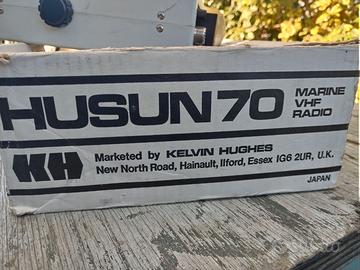 HUSUN 70 MARINE
VHF
RADIO
KH
Marketed by KELVIN HUGHES
New North Road, Hainault, Ilford, Essex IG6 2UR, U.K.
JAPAN